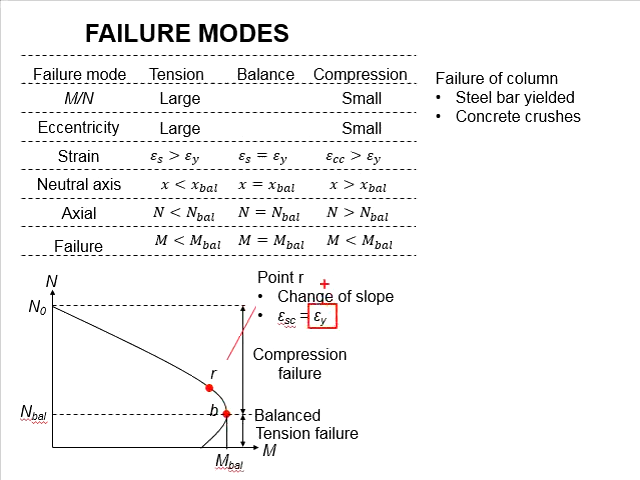 FAILURE MODES
Failure mode Tension Balance Compression
M/N Large Small
Eccentricity Large Small
Strain εs > εy εs = εy εcc > εy
Neutral axis x < xbal x = xbal x > xbal
Axial N < Nbal N = Nbal N > Nbal
Failure M < Mbal M = Mbal M < Mbal
Failure of column
• Steel bar yielded
• Concrete crushes
Point r
• Change of slope
• εsc = εy
N
N0
Compression
failure
r
b
Nbal
Balanced
Tension failure
M
Mbal